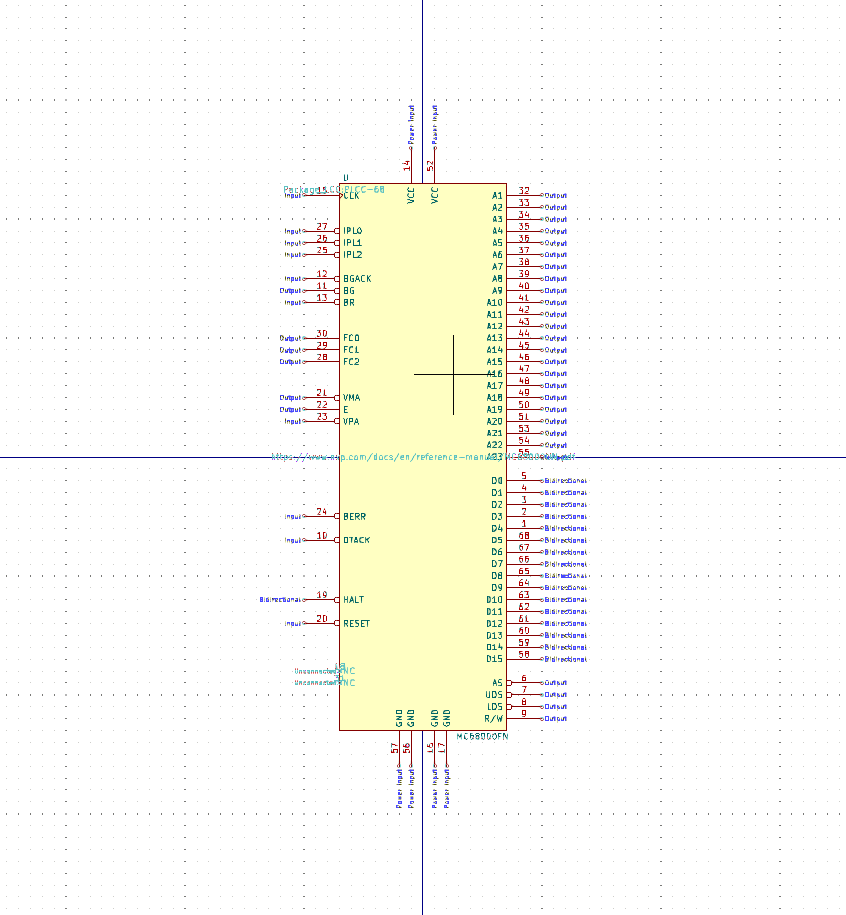 Power Input
Power Input
14
52
U
Package_LCC:PLCC-68
VCC
VCC
Input 15 CLK
A1 32 Output
A2 33 Output
A3 34 Output
Input 27 IPL0
A4 35 Output
Input 26 IPL1
A5 36 Output
Input 25 IPL2
A6 37 Output
A7 38 Output
Input 12 BGACK
A8 39 Output
Output 11 BG
A9 40 Output
Input 13 BR
A10 41 Output
A11 42 Output
A12 43 Output
Output 30 FC0
A13 44 Output
Output 29 FC1
A14 45 Output
Output 28 FC2
A15 46 Output
A16 47 Output
A17 48 Output
Output 21 VMA
A18 49 Output
Output 22 E
A19 50 Output
Input 23 VPA
A20 51 Output
A21 53 Output
A22 54 Output
A23 55 Output
D0 5 Bidirectional
D1 4 Bidirectional
D2 3 Bidirectional
Input 24 BERR
D3 2 Bidirectional
D4 1 Bidirectional
Input 10 DTACK
D5 68 Bidirectional
D6 67 Bidirectional
D7 66 Bidirectional
D8 65 Bidirectional
D9 64 Bidirectional
Bidirectional 19 HALT
D10 63 Bidirectional
D11 62 Bidirectional
Input 20 RESET
D12 61 Bidirectional
D13 60 Bidirectional
D14 59 Bidirectional
D15 58 Bidirectional
Unconnected NC
Unconnected NC
AS 6 Output
UDS 7 Output
LDS 8 Output
R/W 9 Output
GND
GND
GND
GND
MC68000FN
57
56
16
17
Power Input
Power Input
Power Input
Power Input